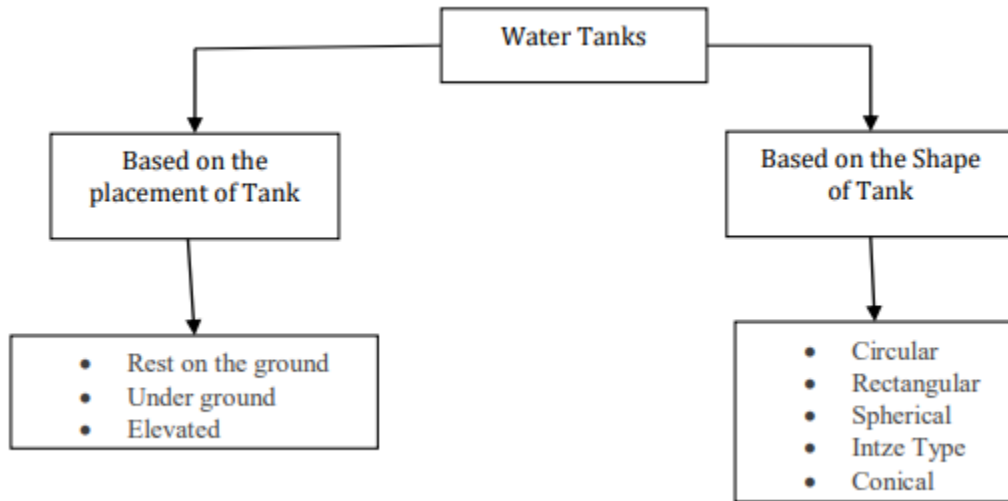 Water Tanks
Based on the
placement of Tank
Based on the Shape
of Tank
• Rest on the ground
• Under ground
• Elevated
• Circular
• Rectangular
• Spherical
• Intze Type
• Conical